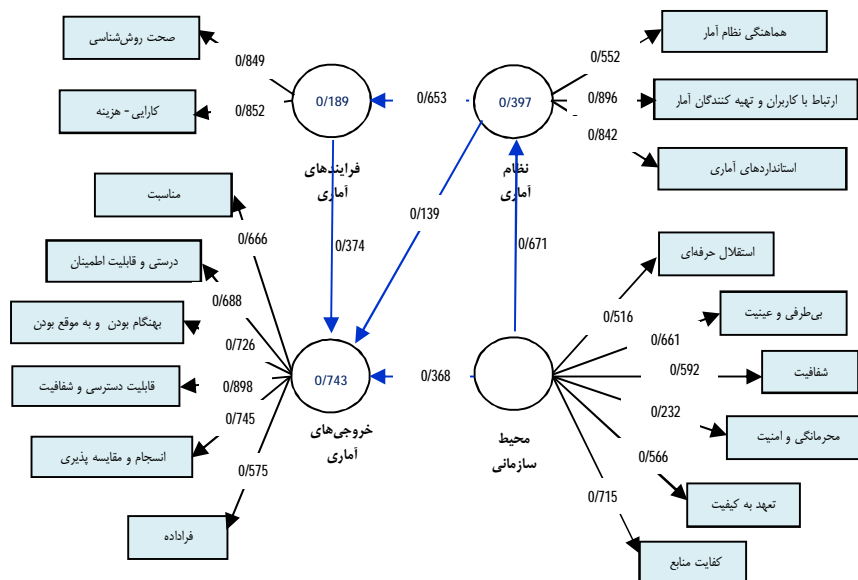 هماهنگی نظام آمار
صحت روش‌شناسی
0/552
0/849
ارتباط با کاربران و تهیه کنندگان آمار
0/896
0/397
0/653
0/189
کارایی - هزینه
0/852
0/842
استانداردهای آماری
نظام
آماری
فرایندهای
آماری
مناسبت
0/139
0/666
0/374
0/671
استقلال حرفه‌ای
درستی و قابلیت اطمینان
0/688
0/516
بی‌طرفی و عینیت
بهنگام بودن و به موقع بودن
0/726
0/661
شفافیت
0/592
0/368
0/743
0/898
قابلیت دسترسی و شفافیت
0/232
محرمانگی و امنیت
0/745
انسجام و مقایسه پذیری
محیط
سازمانی
خروجی‌های
آماری
0/566
0/575
تعهد به کیفیت
0/715
فراداده
کفایت منابع